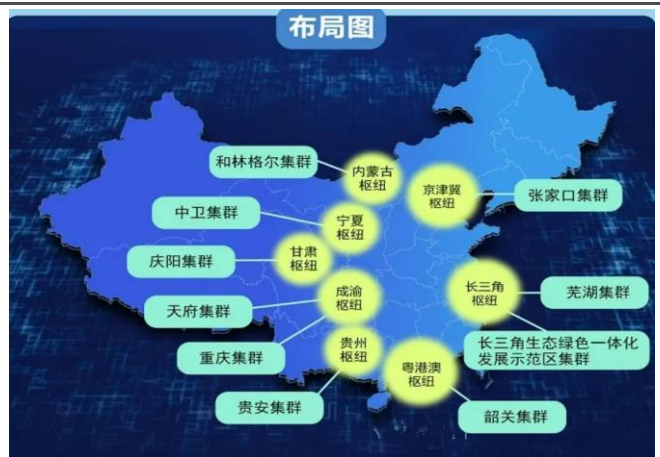 布局图
和林格尔集群
内蒙古
枢纽
京津冀
枢纽
张家口集群
中卫集群
宁夏
枢纽
庆阳集群
甘肃
枢纽
天府集群
成渝
枢纽
长三角
枢纽
芜湖集群
重庆集群
长三角生态绿色一体化
发展示范区集群
贵州
枢纽
粤港澳
枢纽
贵安集群
韶关集群